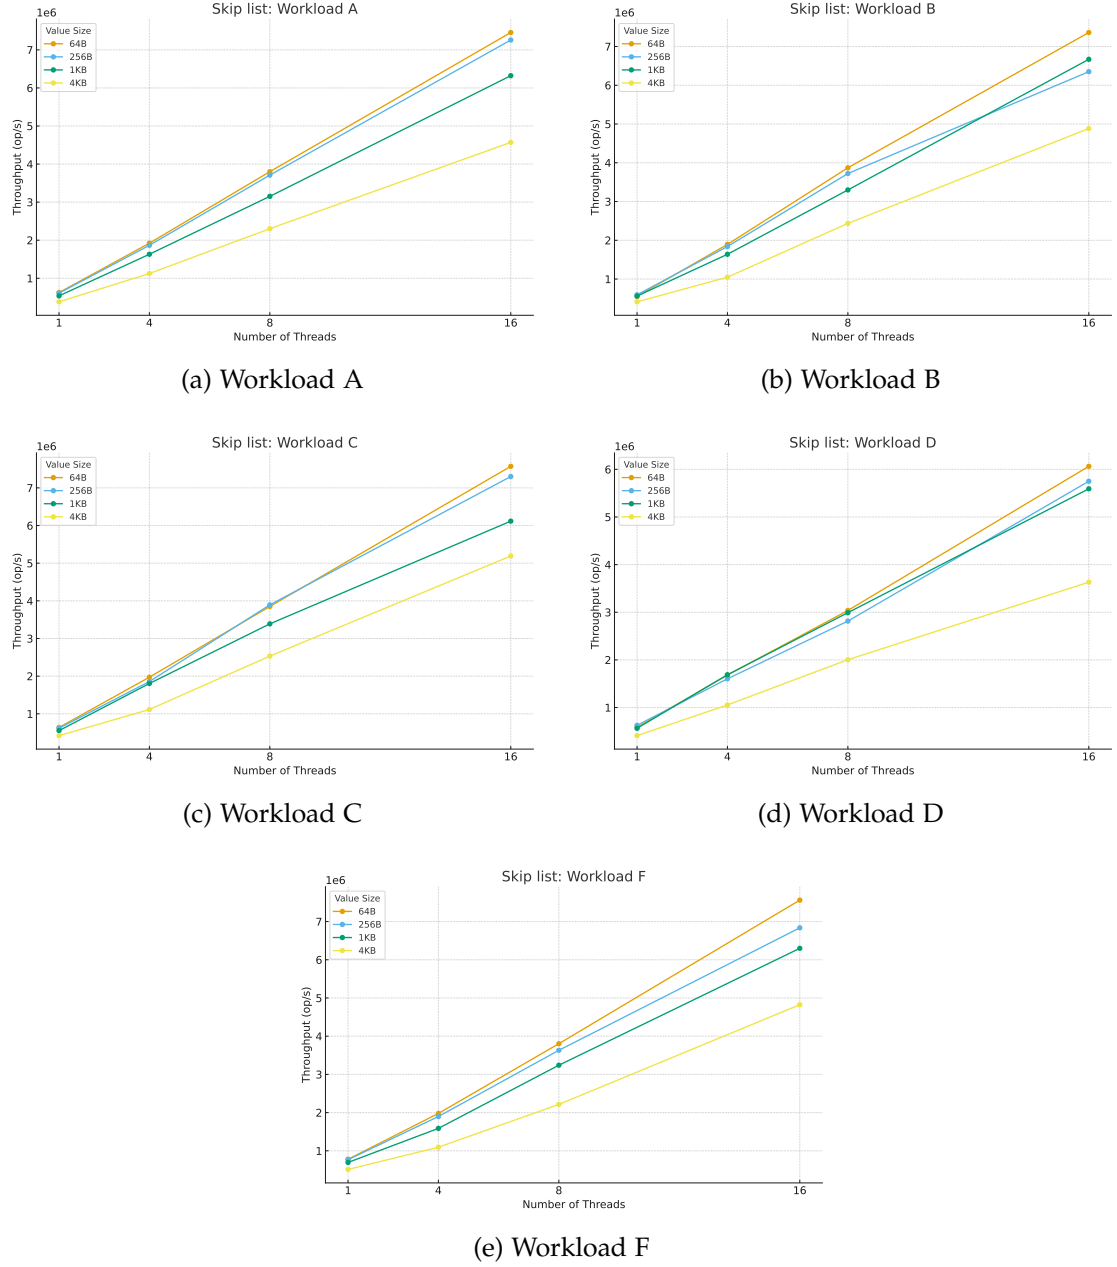 Skip list: Workload A
1e6
Value Size
64B
256B
1KB
4KB
7
6
5
4
3
2
1
Throughput (op/s)
1
4
8
16
Number of Threads
(a) Workload A
Skip list: Workload B
1e6
Value Size
64B
256B
1KB
4KB
7
6
5
4
3
2
1
Throughput (op/s)
1
4
8
16
Number of Threads
(b) Workload B
Skip list: Workload C
1e6
Value Size
64B
256B
1KB
4KB
7
6
5
4
3
2
1
Throughput (op/s)
1
4
8
16
Number of Threads
(c) Workload C
Skip list: Workload D
1e6
Value Size
64B
256B
1KB
4KB
6
5
4
3
2
1
Throughput (op/s)
1
4
8
16
Number of Threads
(d) Workload D
Skip list: Workload F
1e6
Value Size
64B
256B
1KB
4KB
7
6
5
4
3
2
1
Throughput (op/s)
1
4
8
16
Number of Threads
(e) Workload F